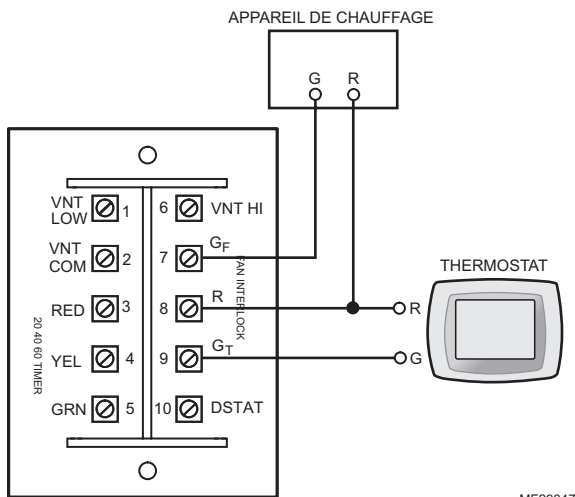 APPAREIL DE CHAUFFAGE
G R
VNT LOW 1
6 VNT HI
VNT COM 2
7 GF
RED 3
8 R
YEL 4
9 GT
GRN 5
10 DSTAT
20 40 60 TIMER
FAN INTERLOCK
THERMOSTAT
R
G